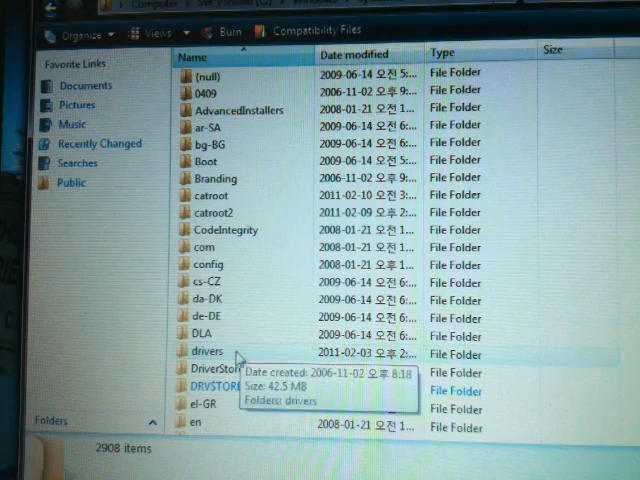 Computer SW_Preload (C:) Windows
Organize Views Burn Compatibility Files
Favorite Links
Documents
Pictures
Music
Recently Changed
Searches
Public
Folders
Name Date modified Type Size
(null) 2009-06-14 오전 5:... File Folder
0409 2006-11-02 오후 9:... File Folder
AdvancedInstallers 2008-01-21 오전 1... File Folder
ar-SA 2009-06-14 오전 6:... File Folder
bg-BG 2009-06-14 오전 6:... File Folder
Boot 2009-06-14 오전 5:... File Folder
Branding 2006-11-02 오후 9:... File Folder
catroot 2011-02-10 오전 3:... File Folder
catroot2 2011-02-09 오후 2:... File Folder
CodeIntegrity 2008-01-21 오전 1... File Folder
com 2008-01-21 오전 1... File Folder
config 2008-01-21 오후 1... File Folder
cs-CZ 2009-06-14 오전 6:... File Folder
da-DK 2009-06-14 오전 6:... File Folder
de-DE 2009-06-14 오전 6:... File Folder
DLA 2009-06-14 오전 6:... File Folder
drivers 2011-02-03 오후 2:... File Folder
DriverStor
Date created: 2006-11-02 오후 8:18
DRVSTORE Size: 42.5 MB File Folder
Folders: drivers
el-GR File Folder
en 2008-01-21 오전 1... File Folder
2908 items